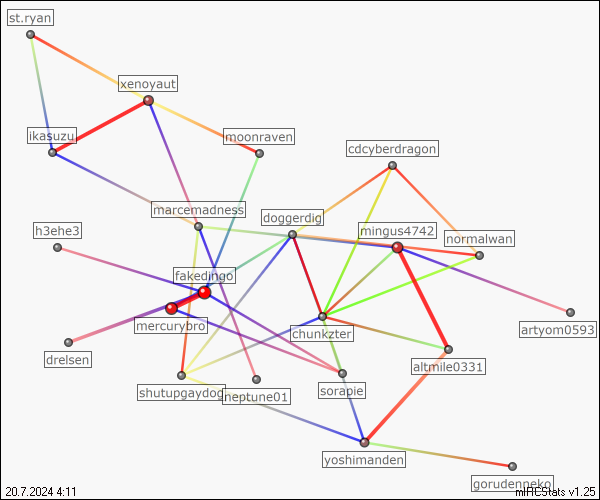 st.ryan
xenoyaut
ikasuzu
moonraven
cdcyberdragon
marcemadness
doggerdig
h3ehe3
mingus4742
normalwan
fakedingo
mercurybro
chunkzter
artyom0593
drelsen
altmile0331
shutupgaydog
neptune01
sorapie
yoshimanden
gorudenneko
20.7.2024 4:11
mIRCStats v1.25